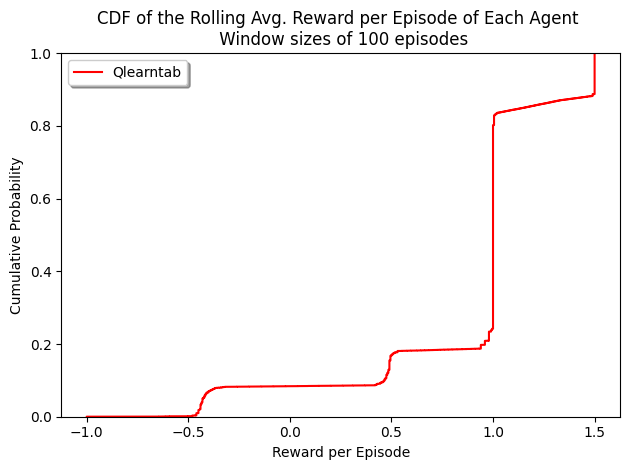 CDF of the Rolling Avg. Reward per Episode of Each Agent
Window sizes of 100 episodes
Qlearntab
1.0
0.8
0.6
0.4
0.2
0.0
Cumulative Probability
−1.0 −0.5 0.0 0.5 1.0 1.5
Reward per Episode